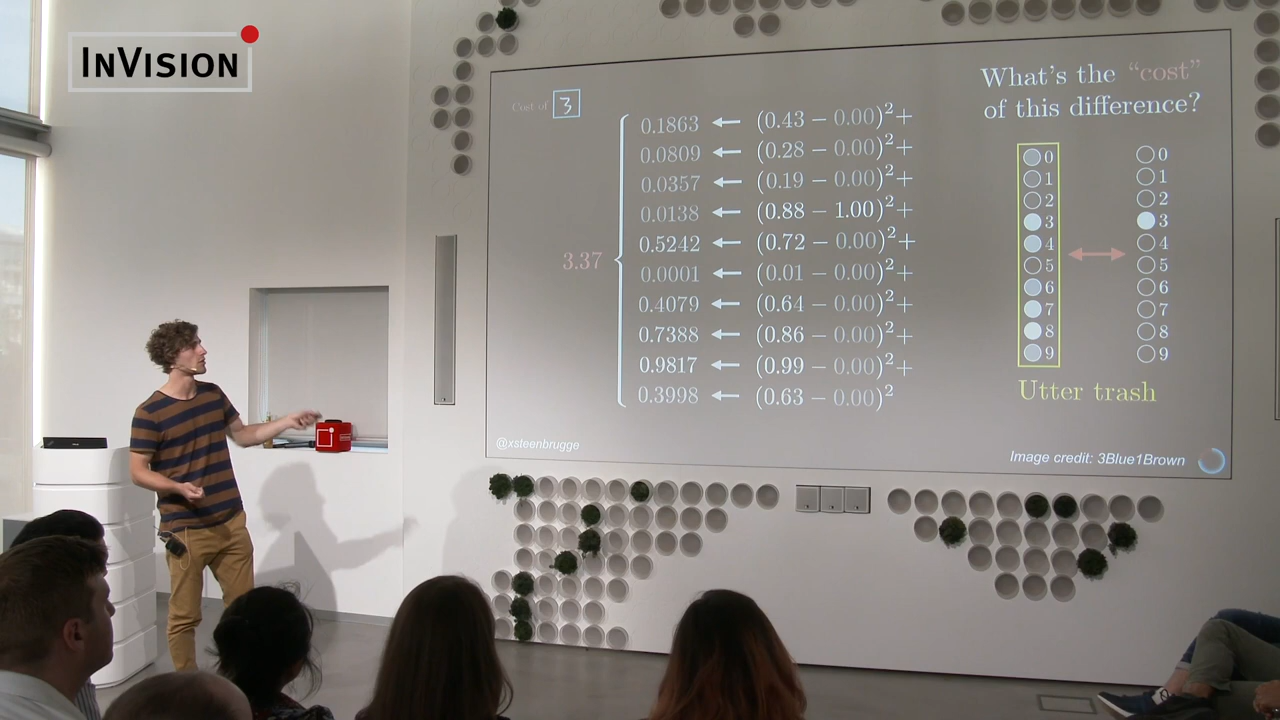 INVISION
What's the "cost"
of this difference?
Cost of 3
0.1863 ← (0.43 − 0.00)² +
0.0809 ← (0.28 − 0.00)² +
0.0357 ← (0.19 − 0.00)² +
0.0138 ← (0.88 − 1.00)² +
3.37
0.5242 ← (0.72 − 0.00)² +
0.0001 ← (0.01 − 0.00)² +
0.4079 ← (0.64 − 0.00)² +
0.7388 ← (0.86 − 0.00)² +
0.9817 ← (0.99 − 0.00)² +
0.3998 ← (0.63 − 0.00)²
0 0
1 1
2 2
3 3
4 4
5 5
6 6
7 7
8 8
9 9
Utter trash
@xsteenbrugge
Image credit: 3Blue1Brown